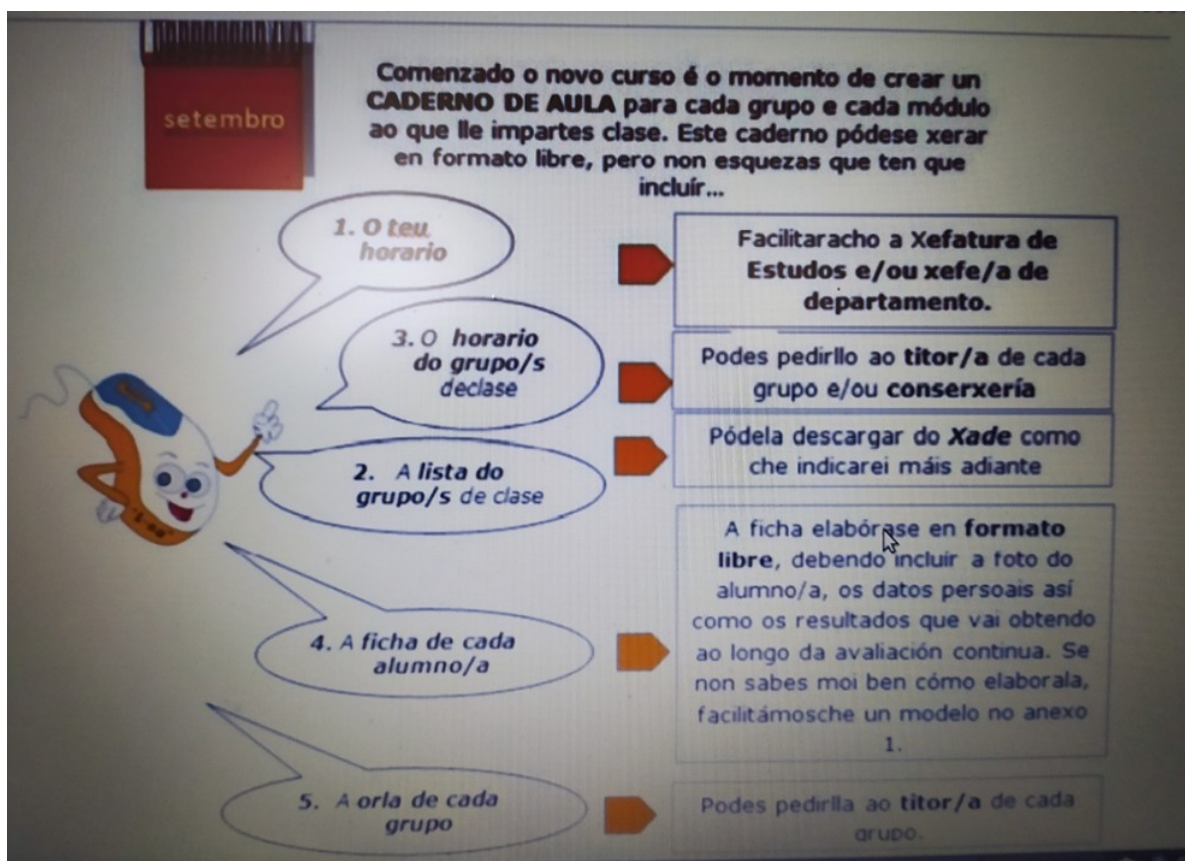 setembro
Comenzado o novo curso é o momento de crear un
CADERNO DE AULA para cada grupo e cada módulo
ao que lle impartes clase. Este caderno pódese xerar
en formato libre, pero non esquezas que ten que
incluír...
1. O teu
horario
Facilitaracho a Xefatura de
Estudos e/ou xefe/a de
departamento.
3. O horario
do grupo/s
declase
Podes pedirllo ao titor/a de cada
grupo e/ou conserxería
2. A lista do
grupo/s de clase
Pódela descargar do Xade como
che indicarei máis adiante
4. A ficha de cada
alumno/a
A ficha elabórase en formato
libre, debendo incluír a foto do
alumno/a, os datos persoais así
como os resultados que vai obtendo
ao longo da avaliación continua. Se
non sabes moi ben cómo elaborala,
facilitámosche un modelo no anexo
1.
5. A orla de cada
grupo
Podes pedirlla ao titor/a de cada
grupo.